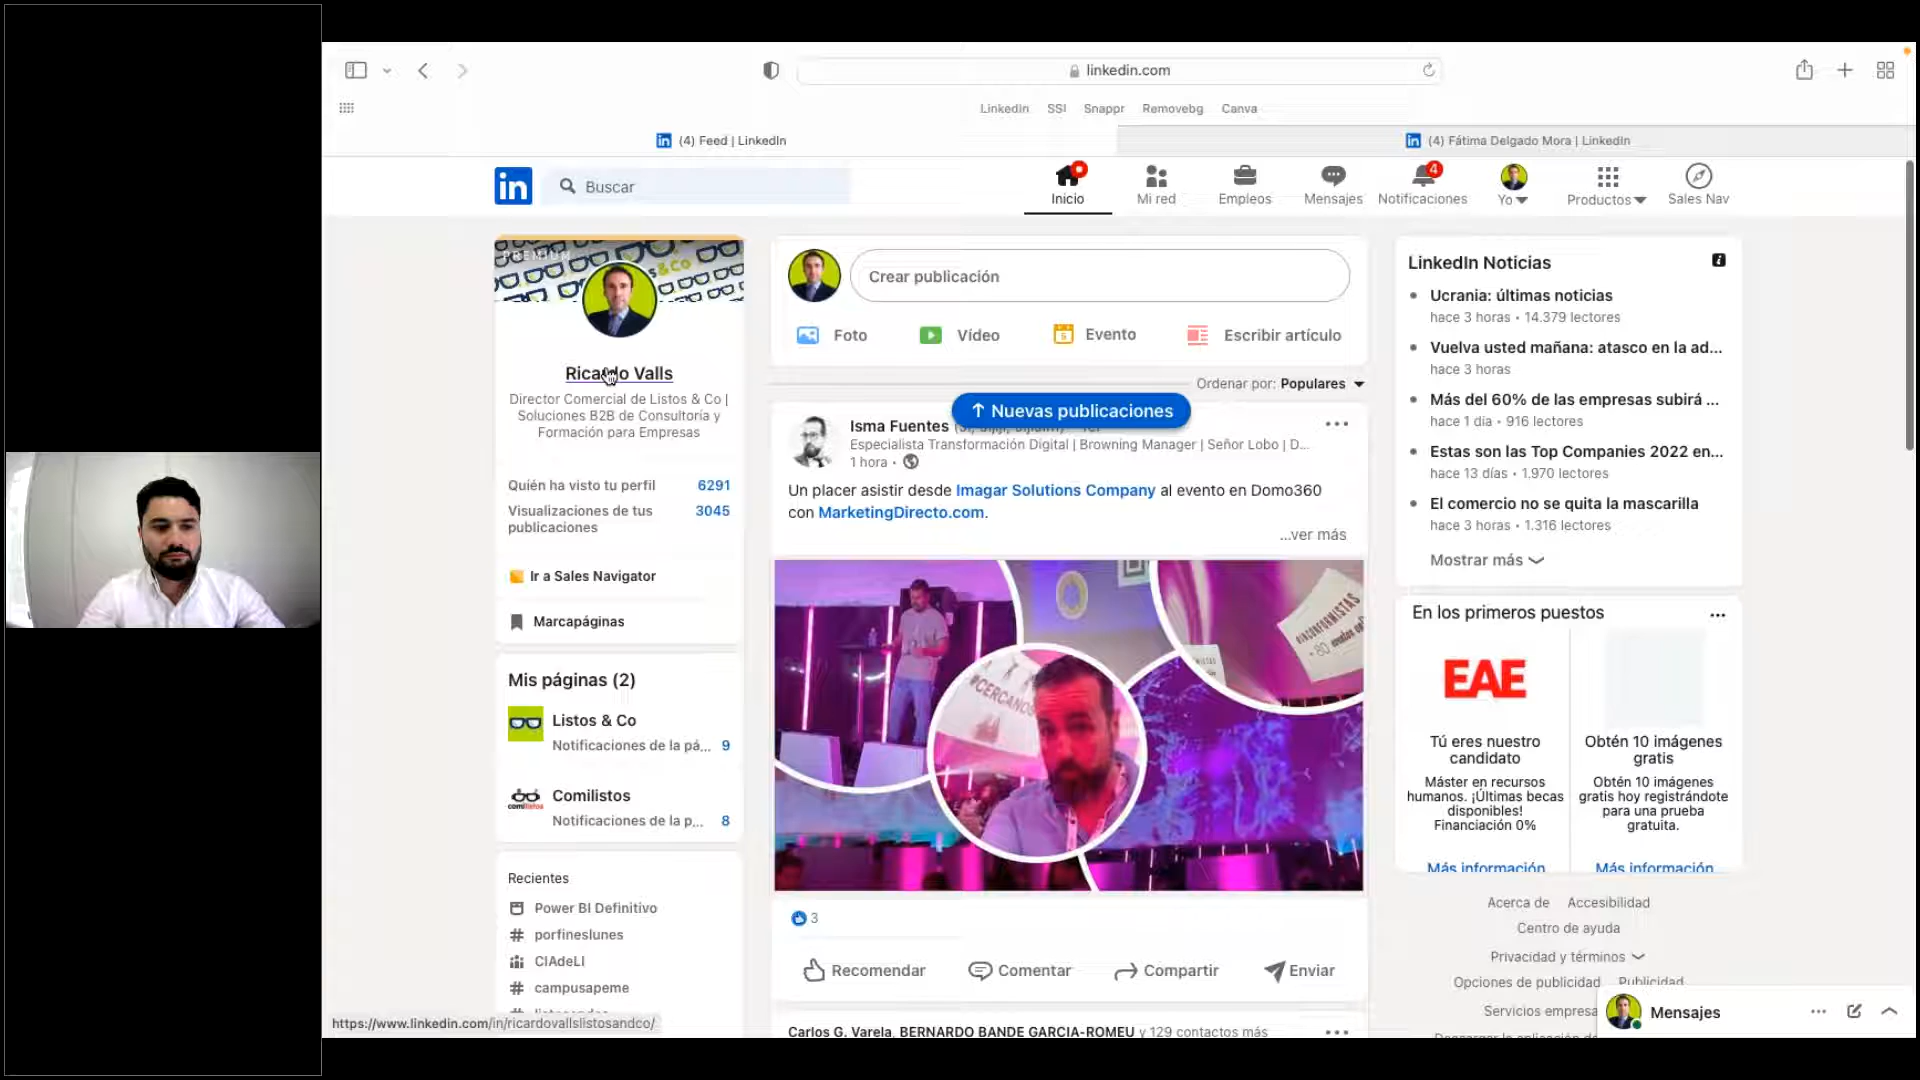 linkedin.com
LinkedIn SSI Snappr Removebg Canva
(4) Feed | LinkedIn
(4) Fátima Delgado Mora | LinkedIn
in
Buscar
Inicio
Mi red
Empleos
Mensajes
4
Notificaciones
Yo
Productos
Sales Nav
PREMIUM
s&Co
Ricardo Valls
Director Comercial de Listos & Co |
Soluciones B2B de Consultoría y
Formación para Empresas
Quién ha visto tu perfil 6291
Visualizaciones de tus 3045
publicaciones
Ir a Sales Navigator
Marcapáginas
Mis páginas (2)
Listos & Co
Notificaciones de la pá... 9
Comilistos
Notificaciones de la p... 8
Recientes
Power BI Definitivo
porfineslunes
CIAdeLI
campusapeme
https://www.linkedin.com/in/ricardovallslistosandco/
Crear publicación
Foto
Vídeo
Evento
Escribir artículo
Ordenar por: Populares
Nuevas publicaciones
Isma Fuentes
Especialista Transformación Digital | Browning Manager | Señor Lobo | D...
1 hora •
Un placer asistir desde Imagar Solutions Company al evento en Domo360
con MarketingDirecto.com.
...ver más
#INCONFORMISTAS
+80
#CERCANOS
3
Recomendar
Comentar
Compartir
Enviar
Carlos G. Varela, BERNARDO BANDE GARCIA-ROMEU y 129 contactos más
LinkedIn Noticias
Ucrania: últimas noticias
hace 3 horas • 14.379 lectores
Vuelva usted mañana: atasco en la ad...
hace 3 horas
Más del 60% de las empresas subirá ...
hace 1 día • 916 lectores
Estas son las Top Companies 2022 en...
hace 13 días • 1.970 lectores
El comercio no se quita la mascarilla
hace 3 horas • 1.316 lectores
Mostrar más
En los primeros puestos
EAE
Tú eres nuestro
candidato
Máster en recursos
humanos. ¡Últimas becas
disponibles!
Financiación 0%
Más información
Obtén 10 imágenes
gratis
Obtén 10 imágenes
gratis hoy registrándote
para una prueba
gratuita.
Más información
Acerca de Accesibilidad
Centro de ayuda
Privacidad y términos
Opciones de publicidad Publicidad
Servicios empresa
Mensajes